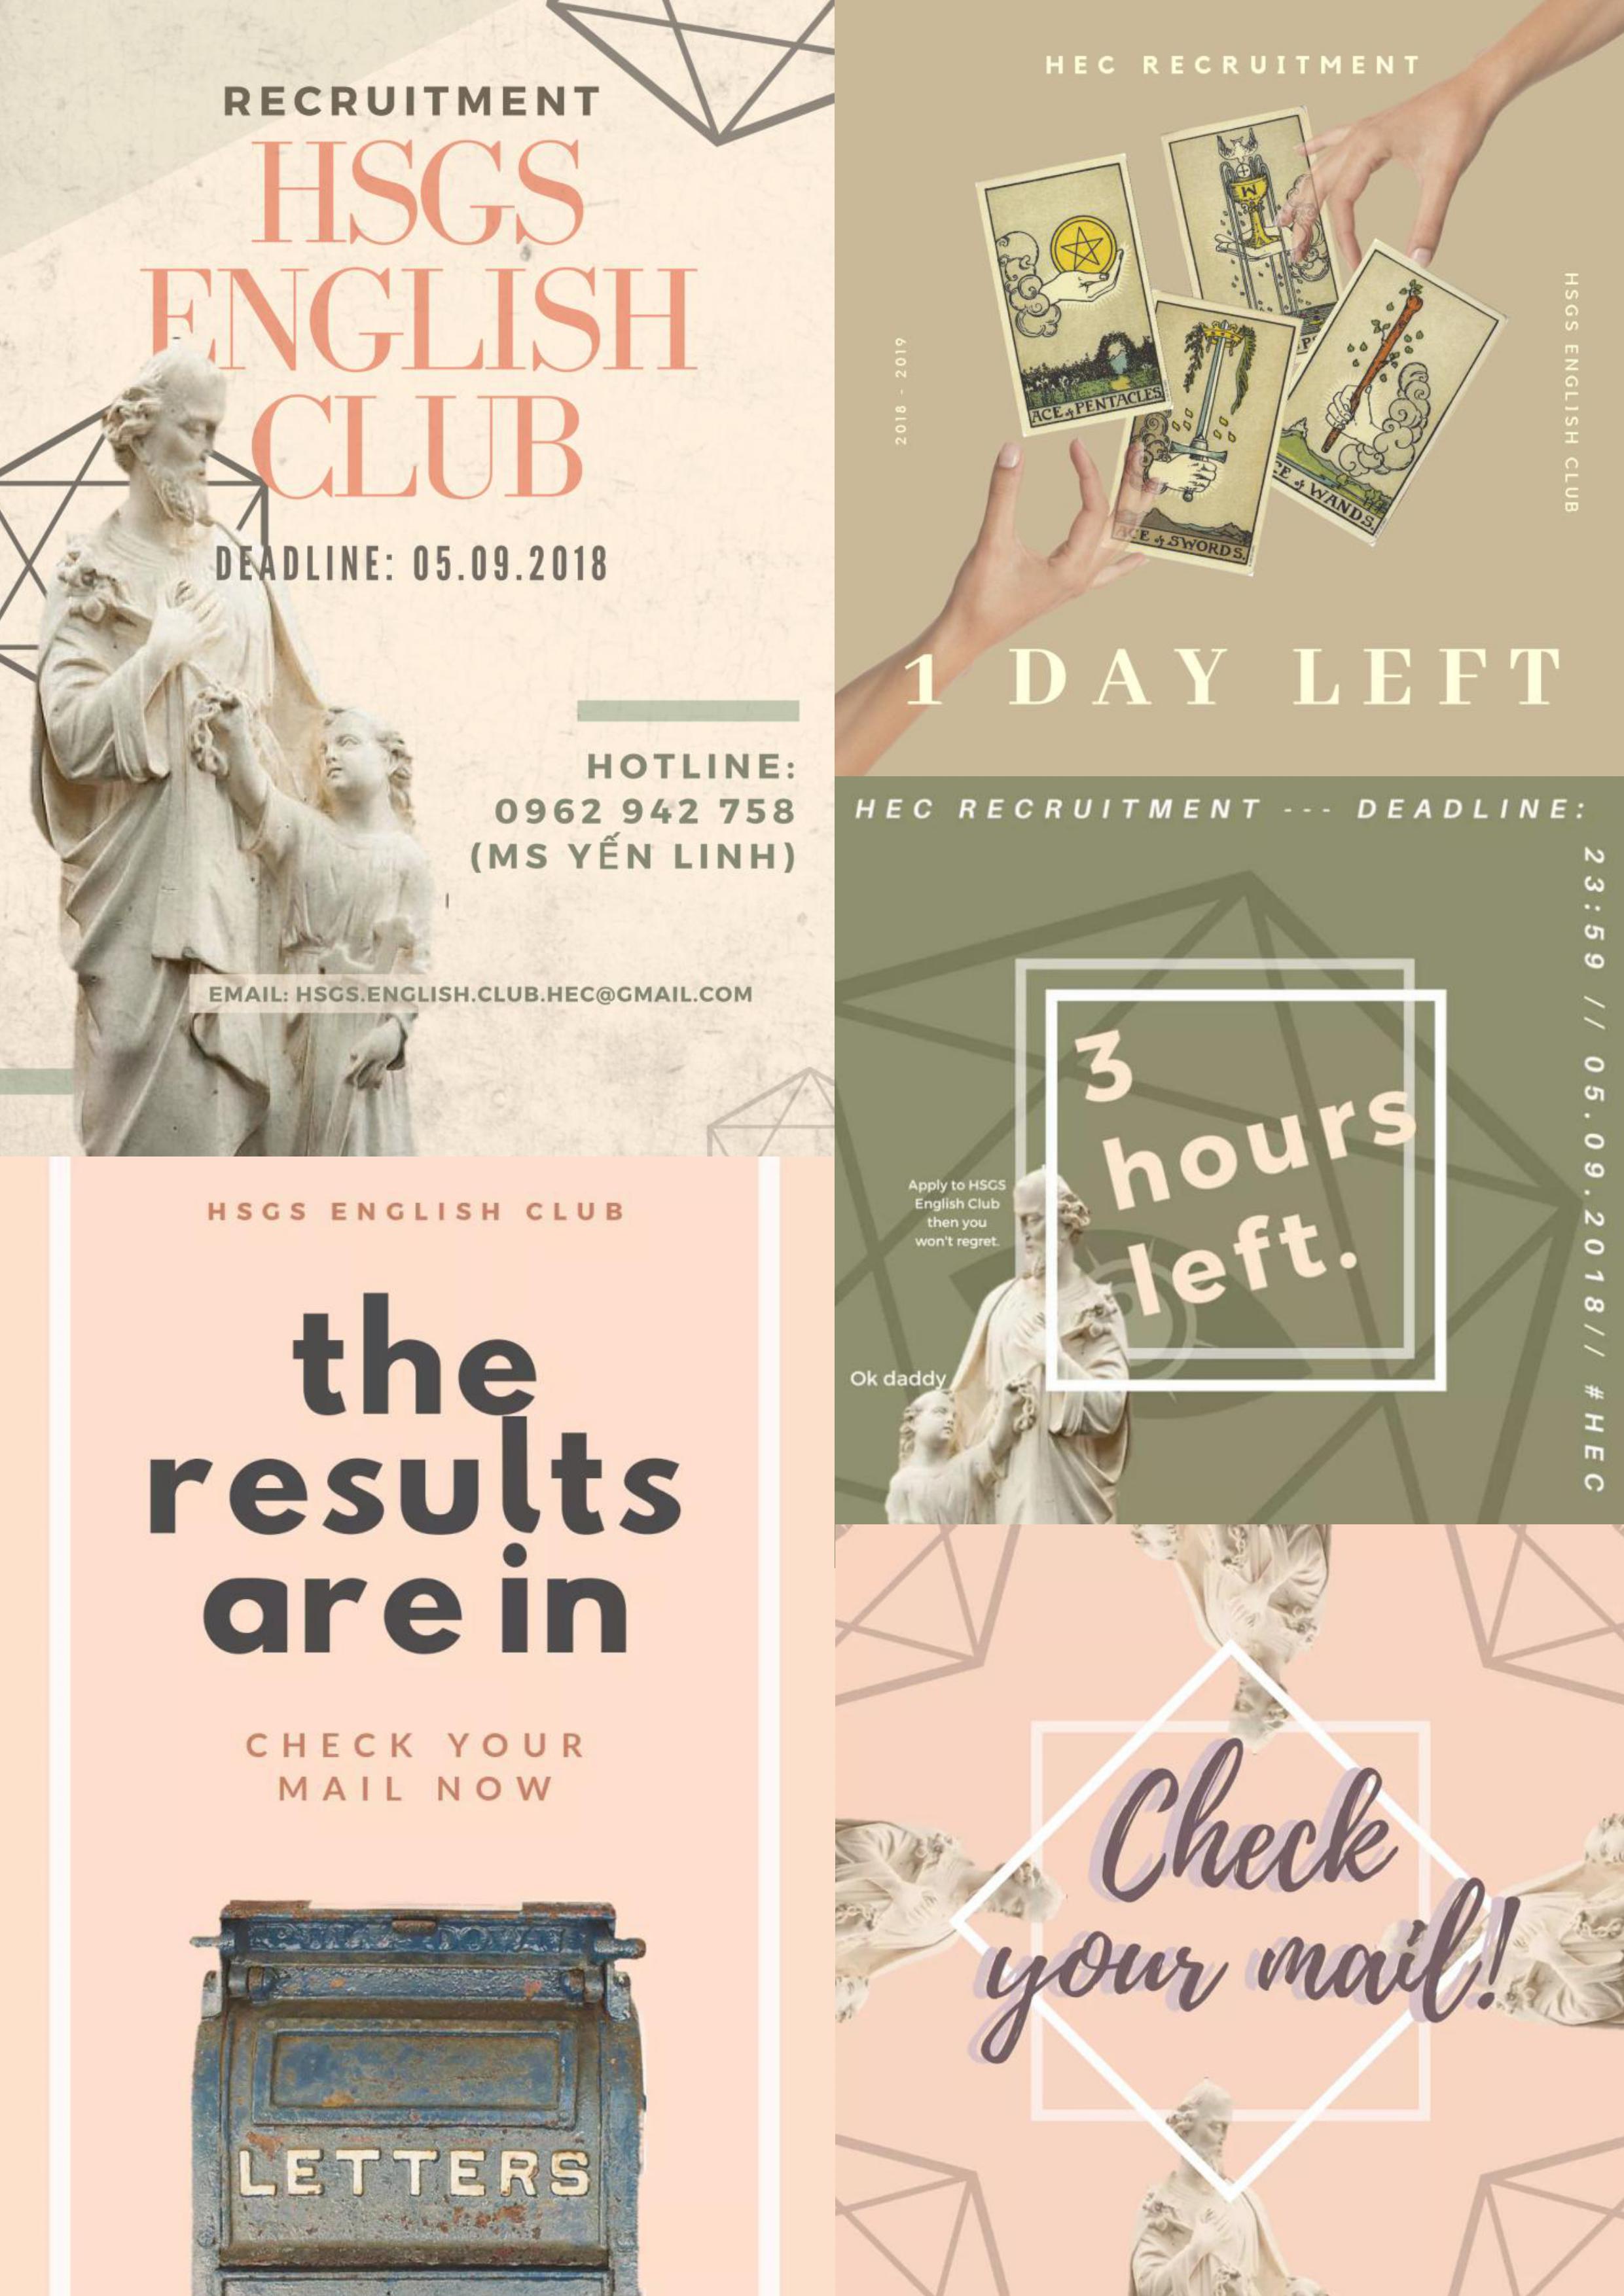 RECRUITMENT
HSGS
ENGLISH
CLUB
DEADLINE: 05.09.2018
HOTLINE:
0962 942 758
(MS YẾN LINH)
EMAIL: HSGS.ENGLISH.CLUB.HEC@GMAIL.COM
HEC RECRUITMENT
2018 - 2019
HSGS ENGLISH CLUB
ACE of PENTACLES.
ACE of SWORDS.
CE of WANDS.
1 DAY LEFT
HEC RECRUITMENT --- DEADLINE:
23:59 // 05.09.2018// #HEC
3
hours
left.
Apply to HSGS
English Club
then you
won't regret.
Ok daddy
HSGS ENGLISH CLUB
the
results
are in
CHECK YOUR
MAIL NOW
LETTERS
Check
your mail!